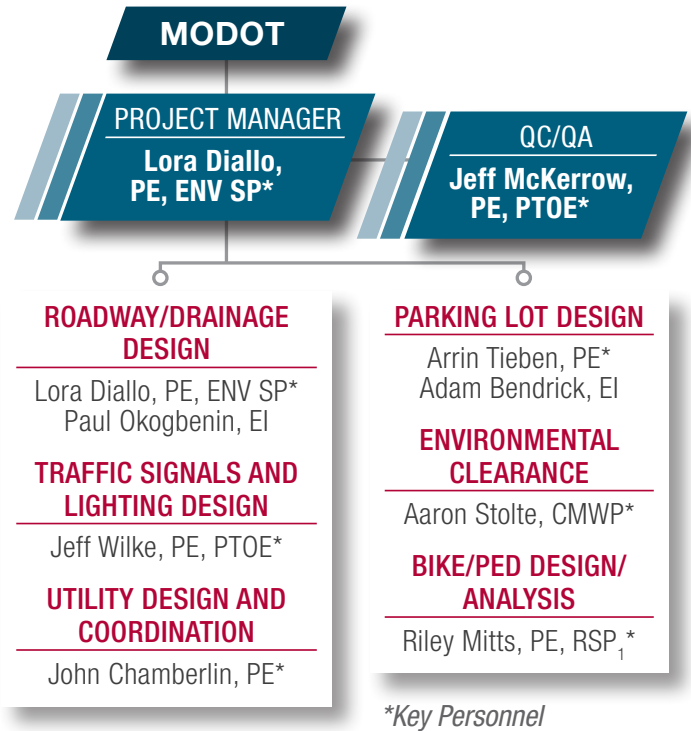 MODOT
PROJECT MANAGER
Lora Diallo,
PE, ENV SP*
QC/QA
Jeff McKerrow,
PE, PTOE*
ROADWAY/DRAINAGE
DESIGN
Lora Diallo, PE, ENV SP*
Paul Okogbenin, EI
TRAFFIC SIGNALS AND
LIGHTING DESIGN
Jeff Wilke, PE, PTOE*
UTILITY DESIGN AND
COORDINATION
John Chamberlin, PE*
PARKING LOT DESIGN
Arrin Tieben, PE*
Adam Bendrick, EI
ENVIRONMENTAL
CLEARANCE
Aaron Stolte, CMWP*
BIKE/PED DESIGN/
ANALYSIS
Riley Mitts, PE, RSP₁*
*Key Personnel